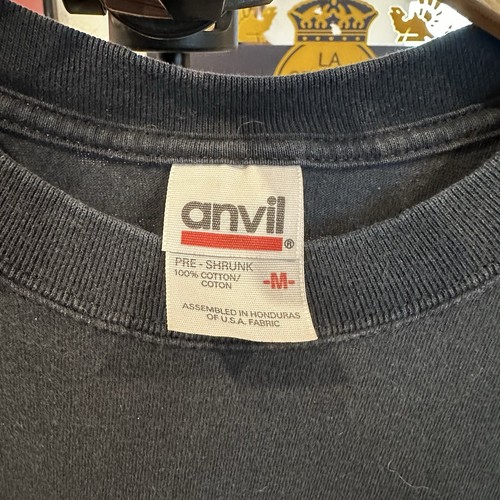 LA
anvil®
PRE - SHRUNK
100% COTTON/
COTON
-M-
ASSEMBLED IN HONDURAS
OF U.S.A. FABRIC